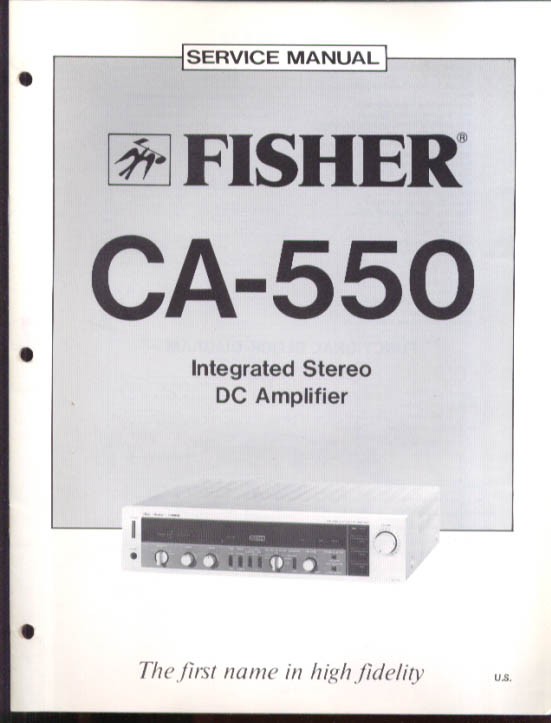 SERVICE MANUAL
FISHER®
CA-550
Integrated Stereo
DC Amplifier
The first name in high fidelity
U.S.